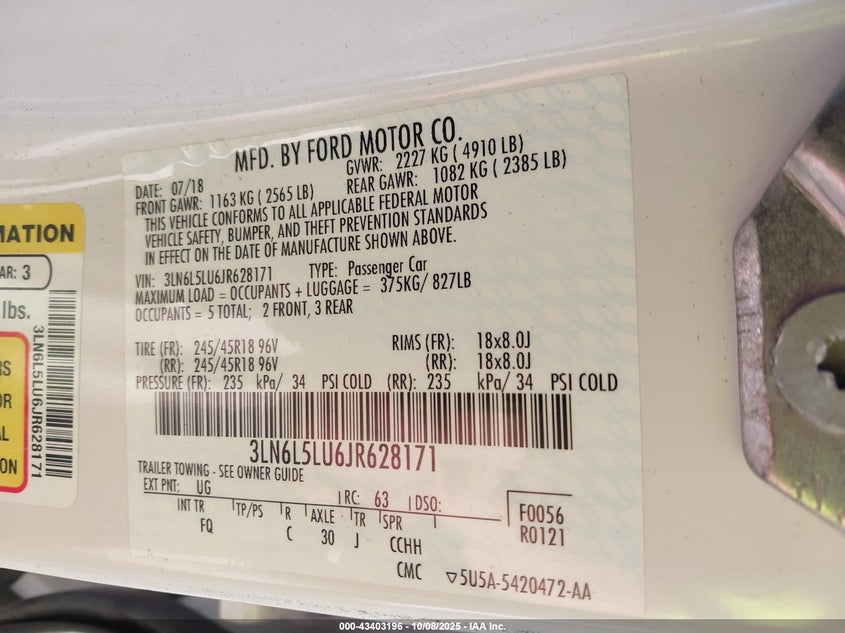 MFD. BY FORD MOTOR CO.
DATE: 07/18 GVWR: 2227 KG ( 4910 LB)
FRONT GAWR: 1163 KG ( 2565 LB) REAR GAWR: 1082 KG ( 2385 LB)
THIS VEHICLE CONFORMS TO ALL APPLICABLE FEDERAL MOTOR
VEHICLE SAFETY, BUMPER, AND THEFT PREVENTION STANDARDS
IN EFFECT ON THE DATE OF MANUFACTURE SHOWN ABOVE.
VIN: 3LN6L5LU6JR628171 TYPE: Passenger Car
MAXIMUM LOAD = OCCUPANTS + LUGGAGE = 375KG/ 827LB
OCCUPANTS = 5 TOTAL; 2 FRONT, 3 REAR
TIRE (FR): 245/45R18 96V RIMS (FR): 18x8.0J
(RR): 245/45R18 96V (RR): 18x8.0J
PRESSURE (FR): 235 kPa/ 34 PSI COLD (RR): 235 kPa/ 34 PSI COLD
3LN6L5LU6JR628171
TRAILER TOWING - SEE OWNER GUIDE
EXT PNT: UG RC: 63 DSO:
INT TR TP/PS R AXLE TR SPR F0056
FQ C 30 J CCHH R0121
CMC ▽5U5A-5420472-AA
MATION
AR: 3
lbs.
RS
OR
AL
ON
3LN6L5LU6JR628171
000-43403196 - 10/08/2025 - IAA Inc.